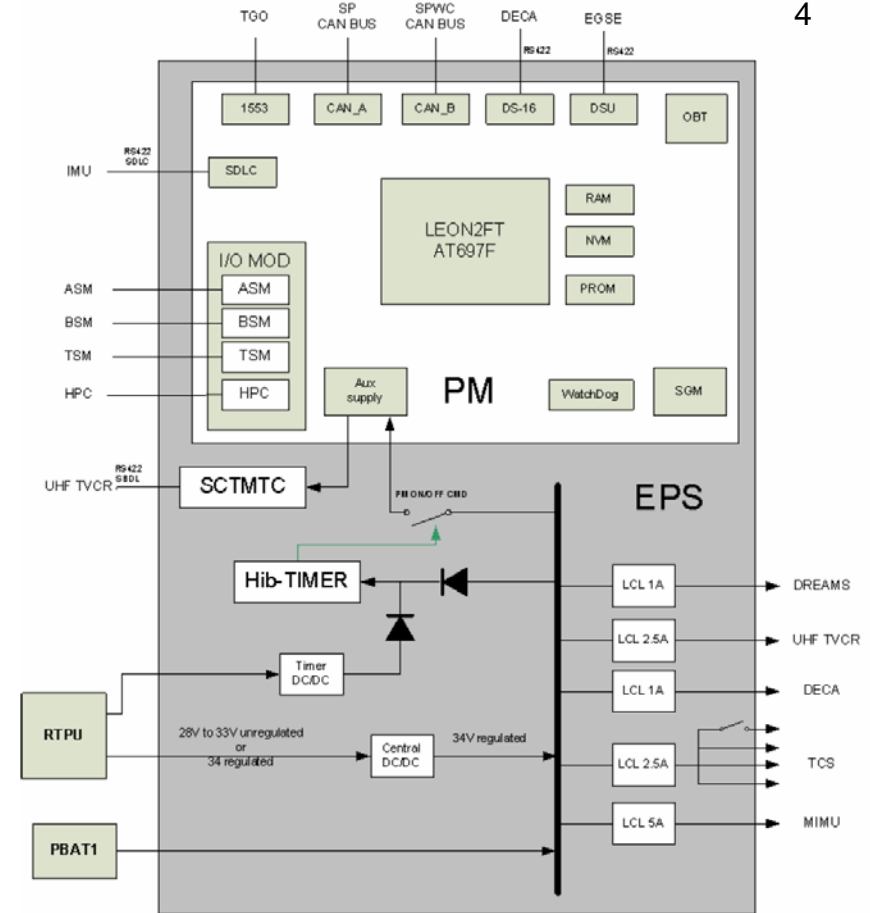 4
TGO
SP
CAN BUS
SPWC
CAN BUS
DECA
EGSE
RS422
RS422
1553
CAN_A
CAN_B
DS-16
DSU
OBT
RS422
SDLC
IMU
SDLC
LEON2FT
AT697F
RAM
NVM
PROM
I/O MOD
ASM
ASM
BSM
BSM
TSM
TSM
HPC
HPC
Aux
supply
PM
WatchDog
SGM
RS422
SBDL
UHF TVCR
SCTMTC
PM ON/OFF CMD
EPS
Hib-TIMER
LCL 1A
DREAMS
LCL 2.5A
UHF TVCR
Timer
DC/DC
LCL 1A
DECA
RTPU
28V to 33V unregulated
or
34 regulated
Central
DC/DC
34V regulated
LCL 2.5A
TCS
LCL 5A
MIMU
PBAT1